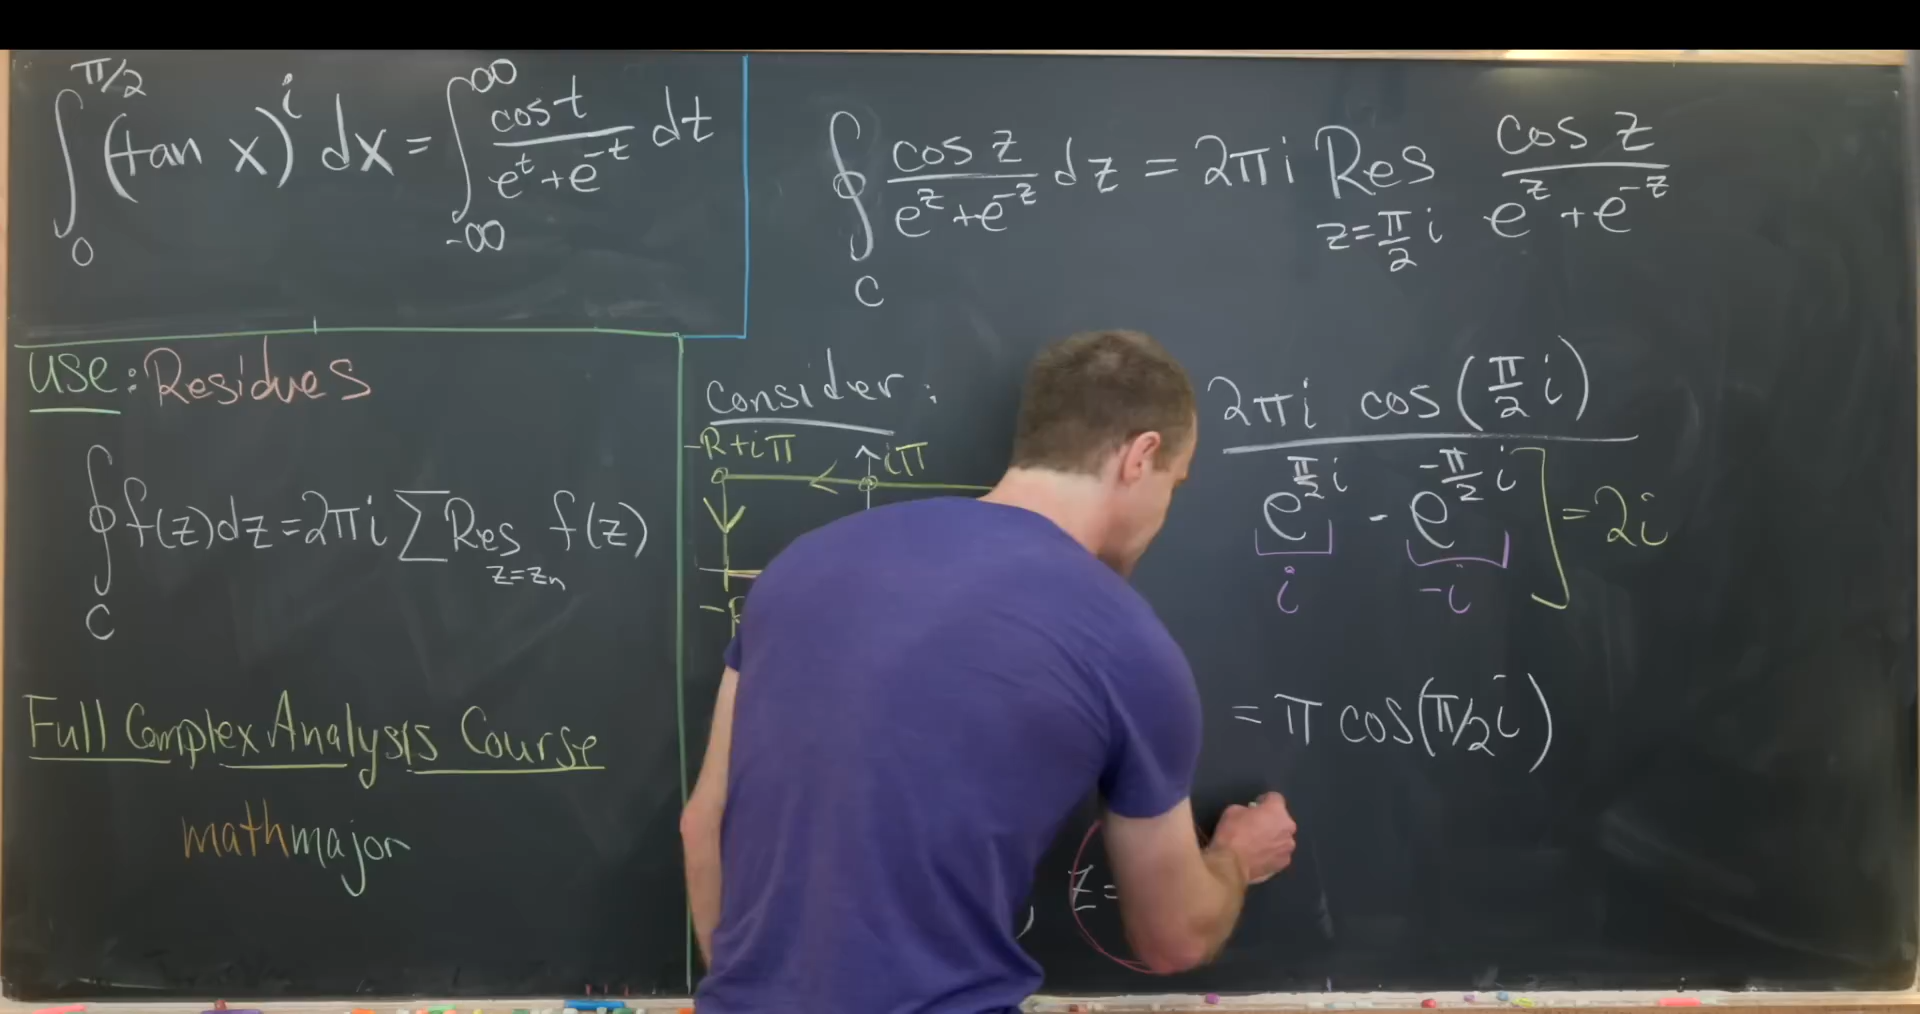 ∫₀^{π/2} (tan x)^i dx = ∫_{-∞}^{∞} cos t / (e^t + e^{-t}) dt
use: Residues
∮_C f(z)dz = 2πi ∑ Res_{z=z_n} f(z)
Full Complex Analysis Course
mathmajor
∮_C cos z / (e^z + e^{-z}) dz = 2πi Res_{z=π/2 i} cos z / (e^z + e^{-z})
Consider:
-R+iπ
iπ
2πi cos(π/2 i) / (e^{π/2 i} - e^{-π/2 i}) ] = 2i
i
-i
= π cos(π/2 i)
z=